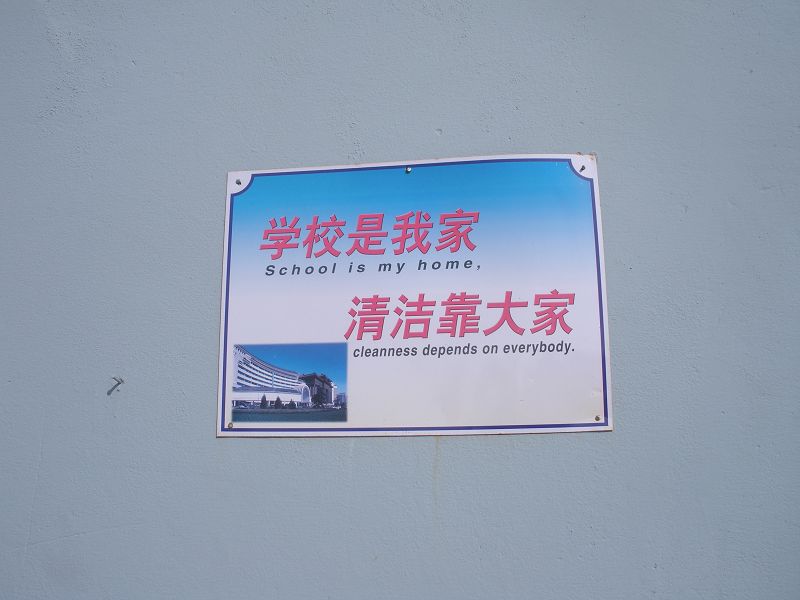 学校是我家
School is my home,
清洁靠大家
cleanness depends on everybody.